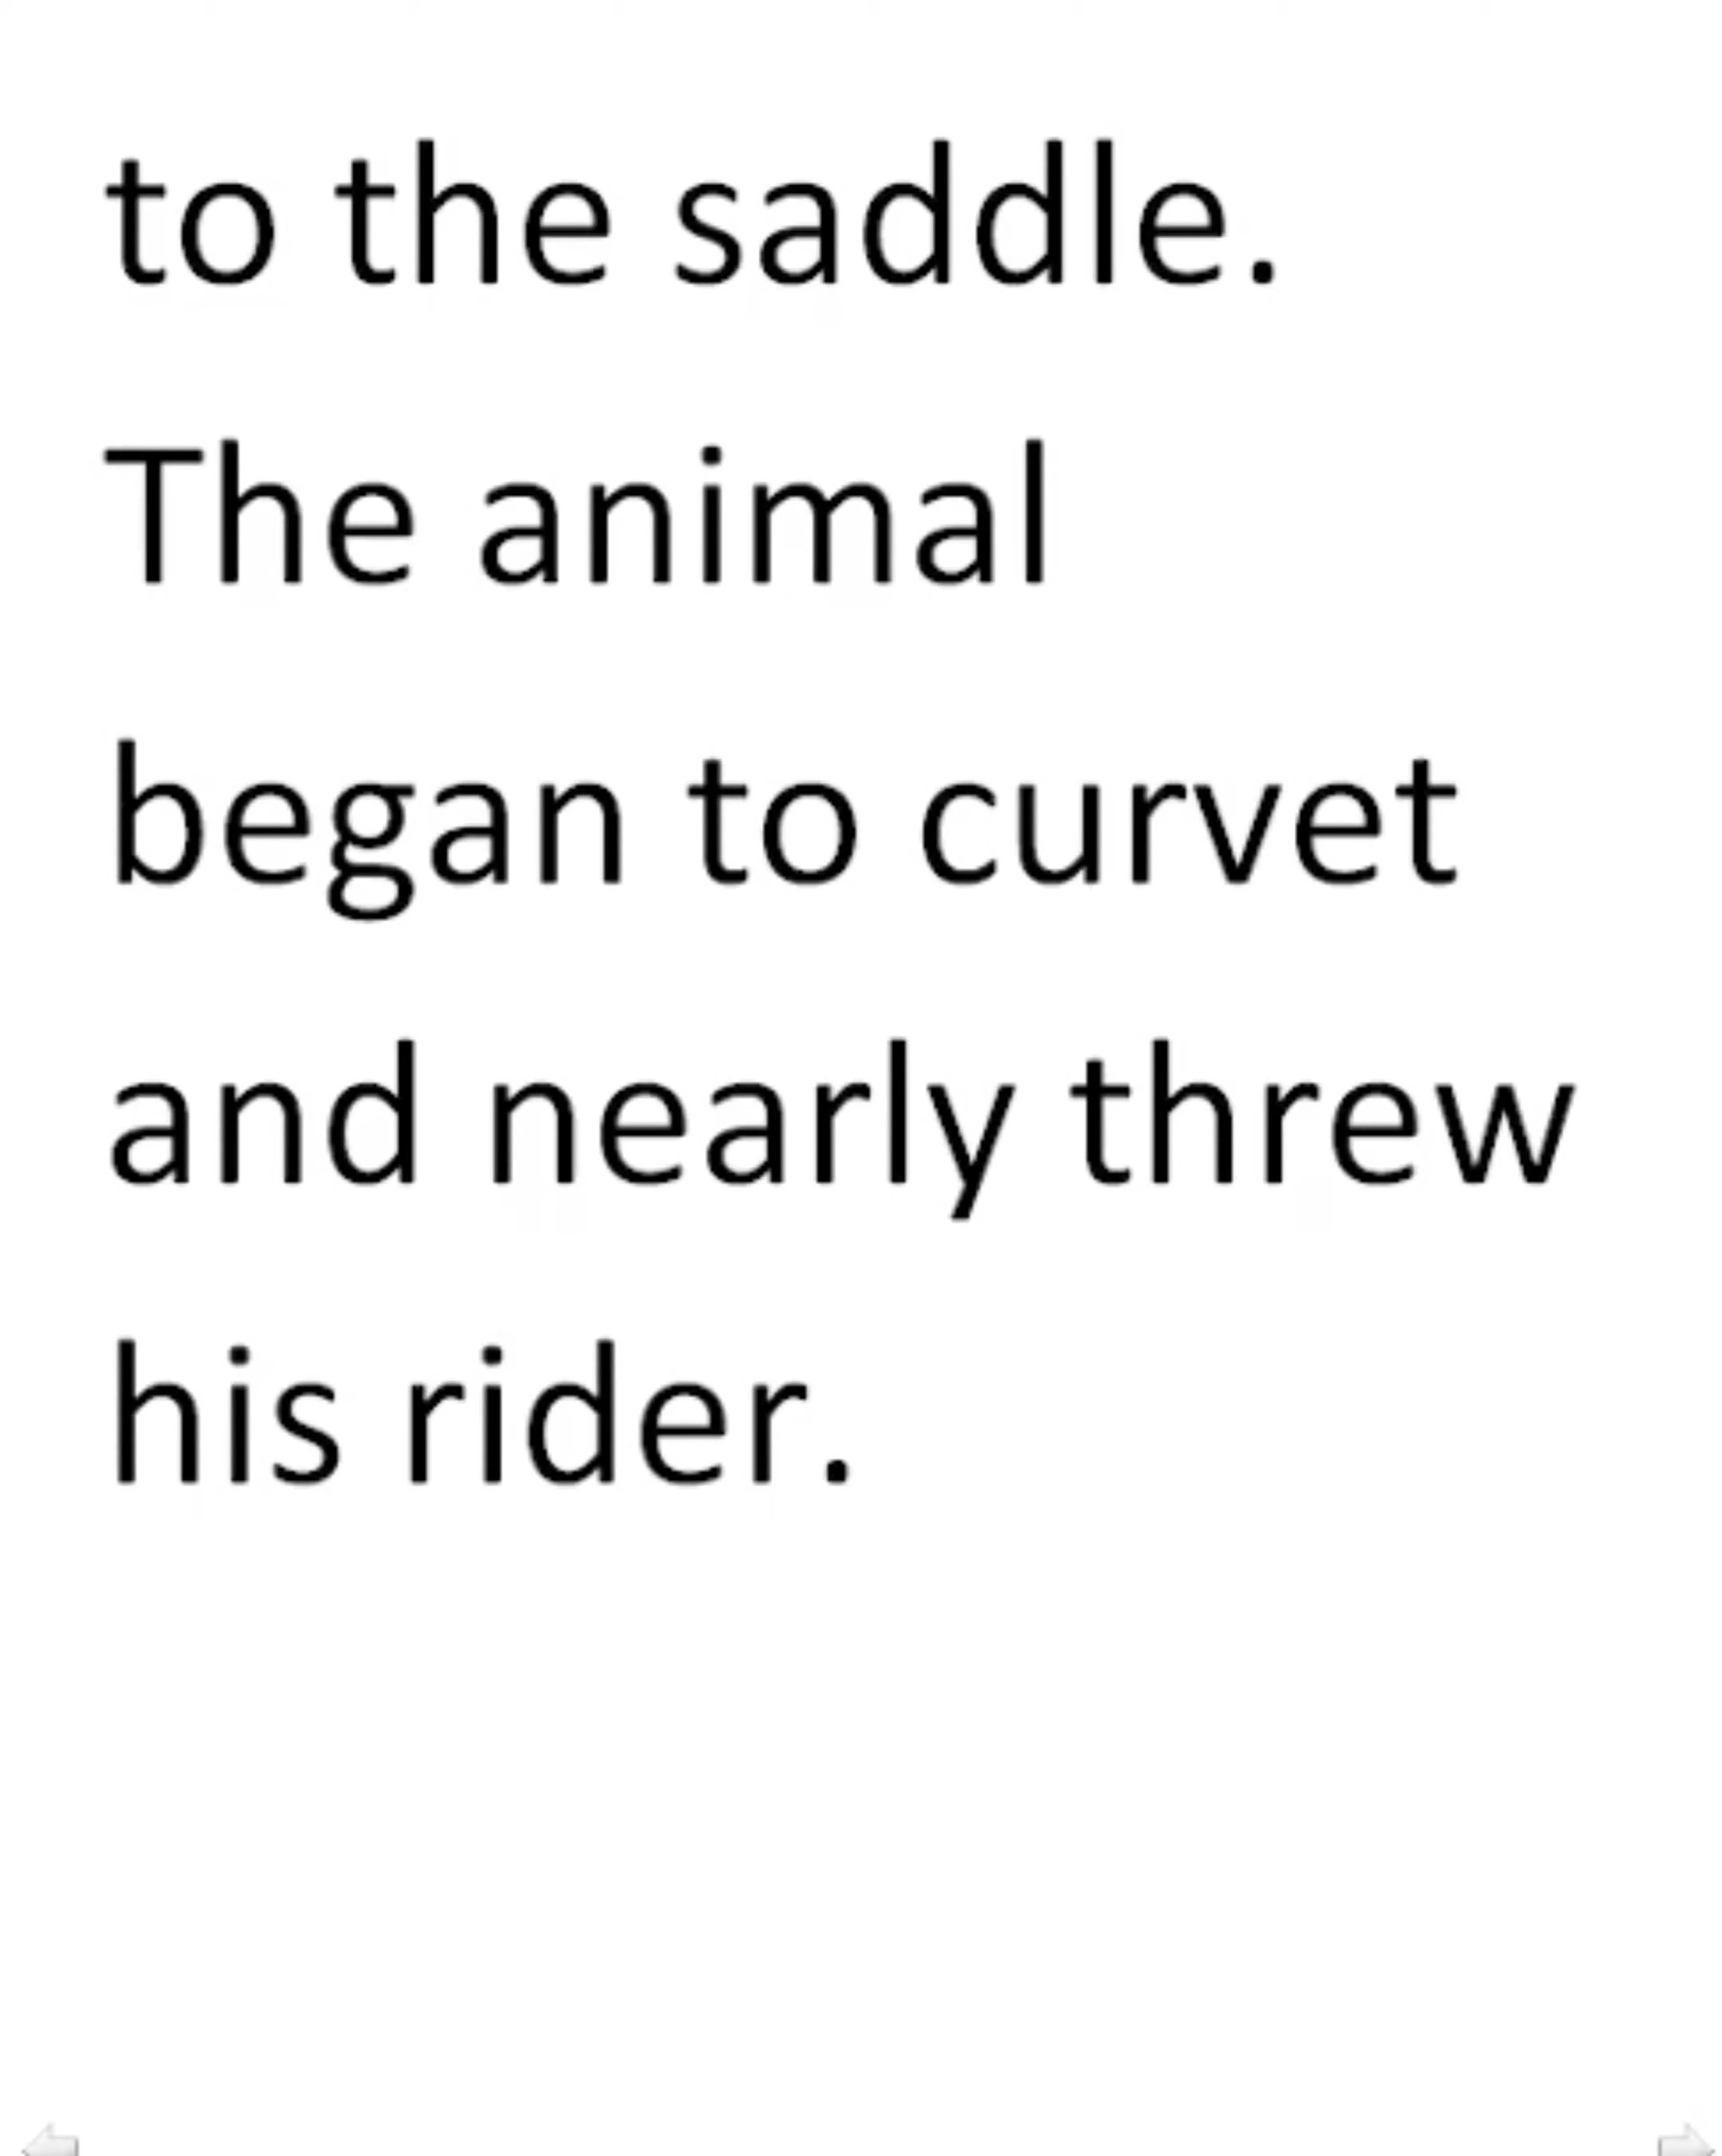 to the saddle.
The animal
began to curvet
and nearly threw
his rider.